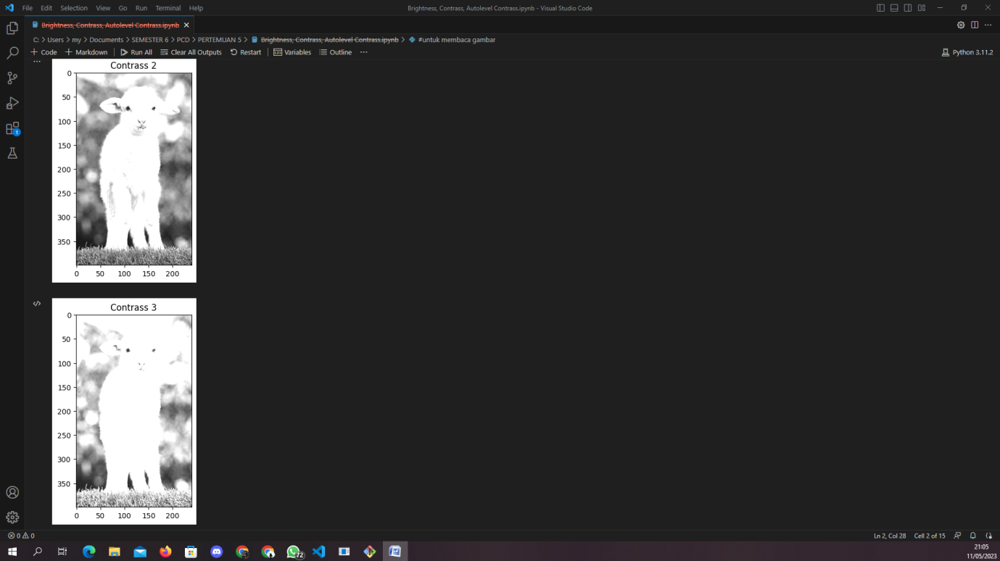 File Edit Selection View Go Run Terminal Help
Brightness, Contrass, Autolevel Contrass.ipynb - Visual Studio Code
Brightness, Contrass, Autolevel Contrass.ipynb
C: > Users > my > Documents > SEMESTER 6 > PCD > PERTEMUAN 5 > Brightness, Contrass, Autolevel Contrass.ipynb > #untuk membaca gambar
+ Code + Markdown Run All Clear All Outputs Restart Variables Outline ...
Python 3.11.2
1
Contrass 2
0
50
100
150
200
250
300
350
0 50 100 150 200
Contrass 3
0
50
100
150
200
250
300
350
0 50 100 150 200
0 0
Ln 2, Col 28 Cell 2 of 15
72
21:05
11/05/2023